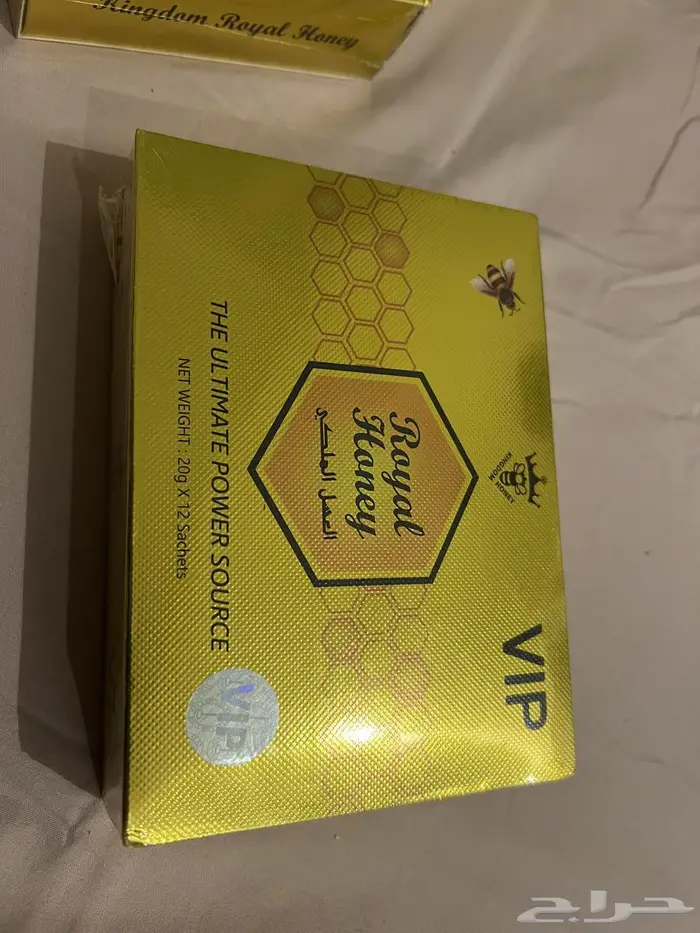 Kingdom Royal Honey
VIP
KINGDOM HONEY
Royal
Honey
العسل الملكي
THE ULTIMATE POWER SOURCE
NET WEIGHT : 20g X 12 Sachets
VIP
حراج